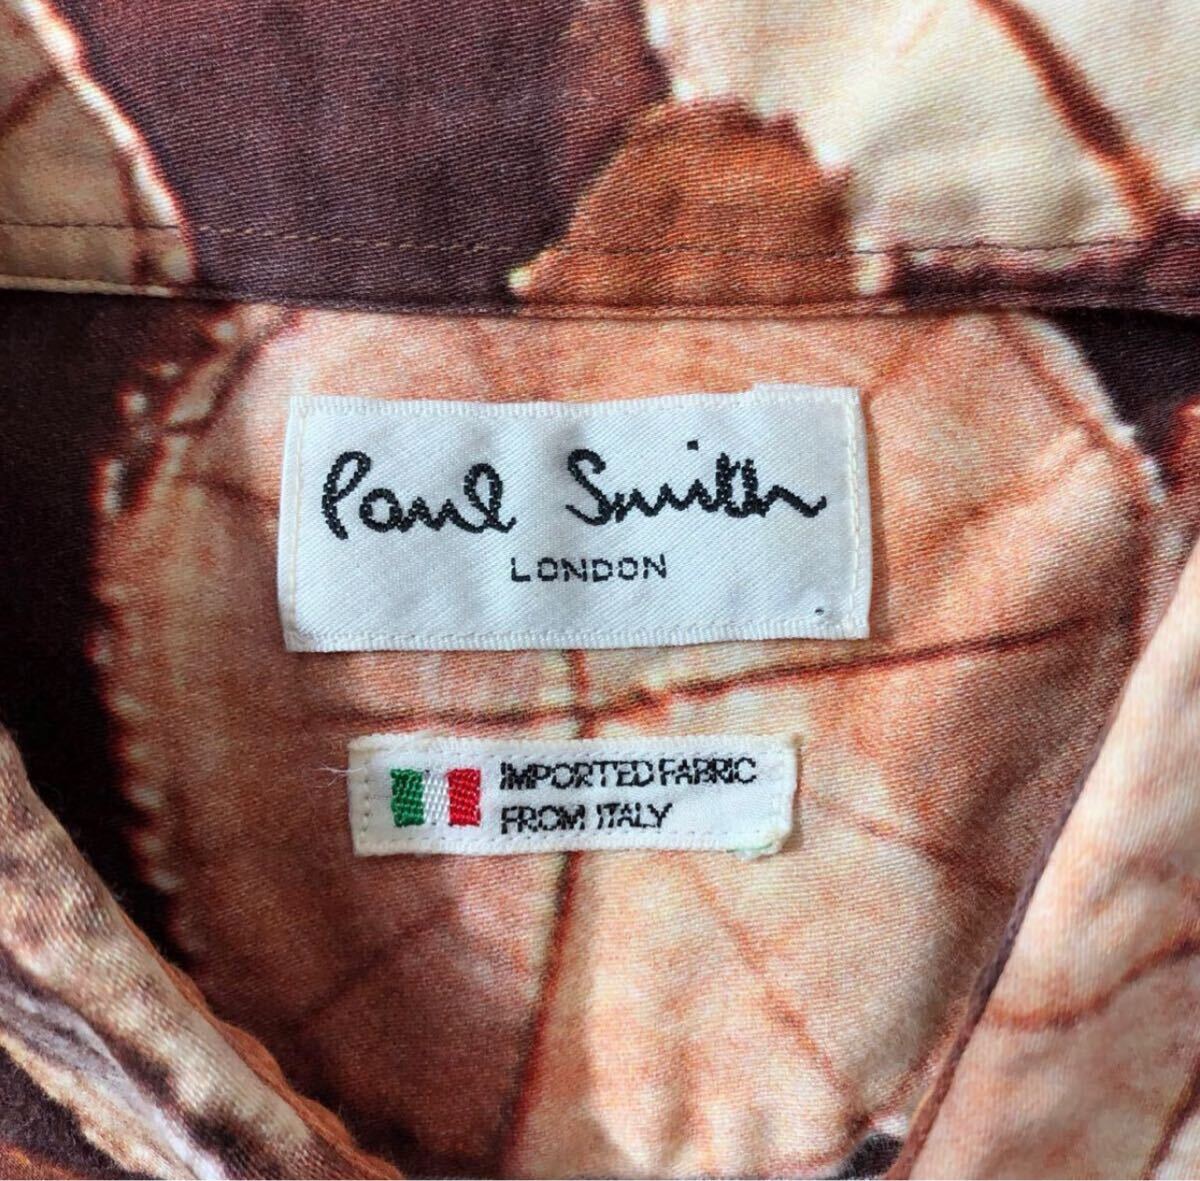 Paul Smith
LONDON
IMPORTED FABRIC
FROM ITALY